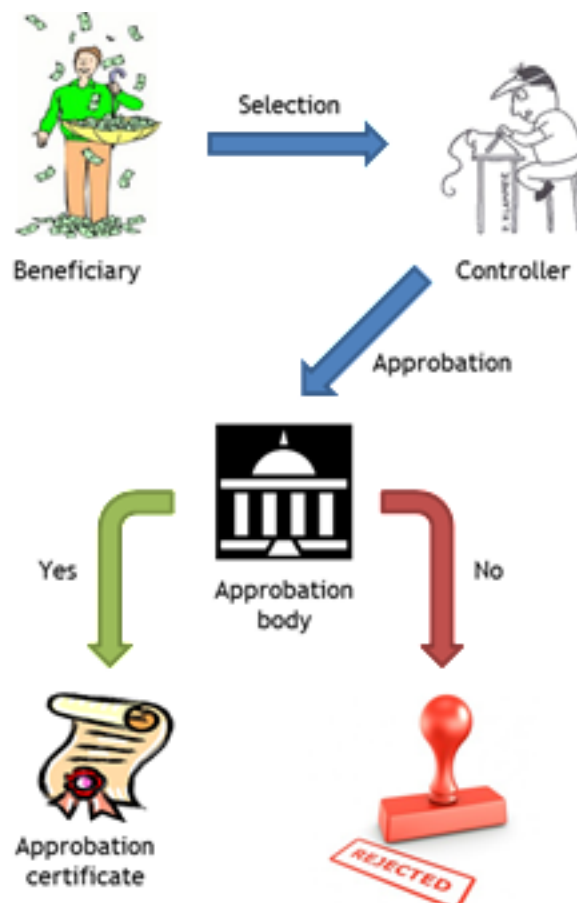 Selection
Beneficiary
Controller
Approbation
Yes
No
Approbation
body
Approbation
certificate
REJECTED